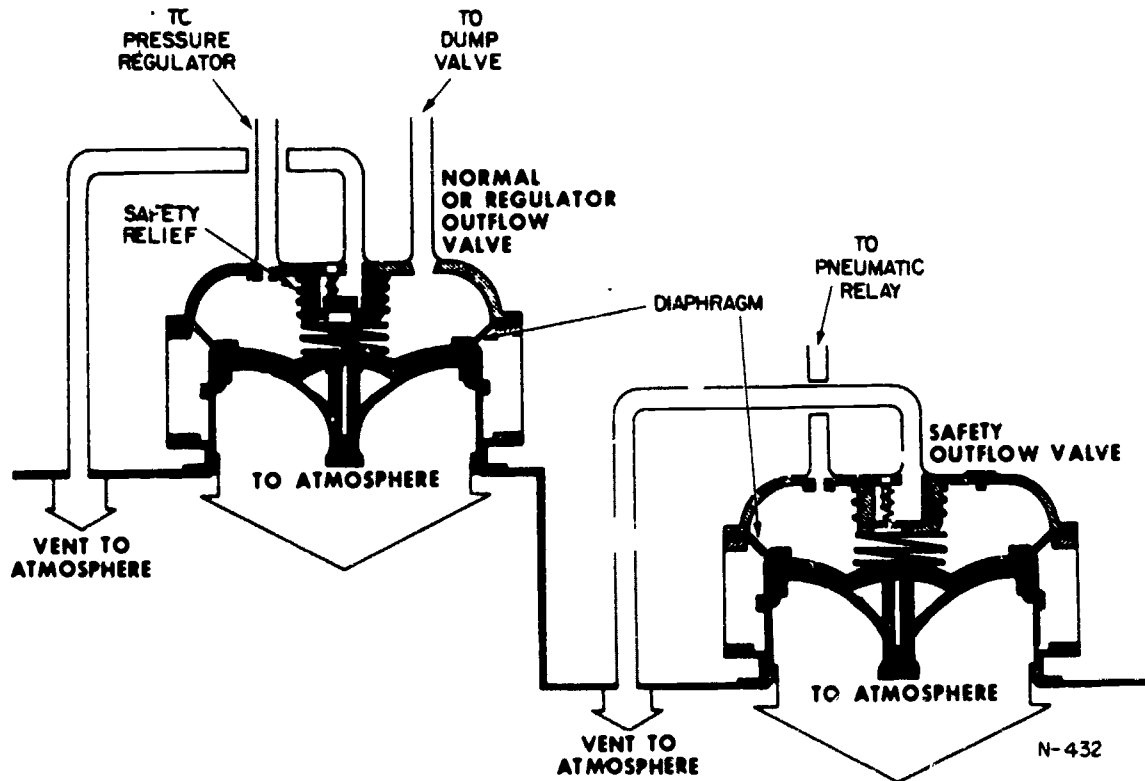 TO
PRESSURE
REGULATOR
TO
DUMP
VALVE
NORMAL
OR REGULATOR
OUTFLOW
VALVE
SAFETY
RELIEF
TO
PNEUMATIC
RELAY
DIAPHRAGM
SAFETY
OUTFLOW VALVE
TO ATMOSPHERE
VENT TO
ATMOSPHERE
TO ATMOSPHERE
VENT TO
ATMOSPHERE
N-432